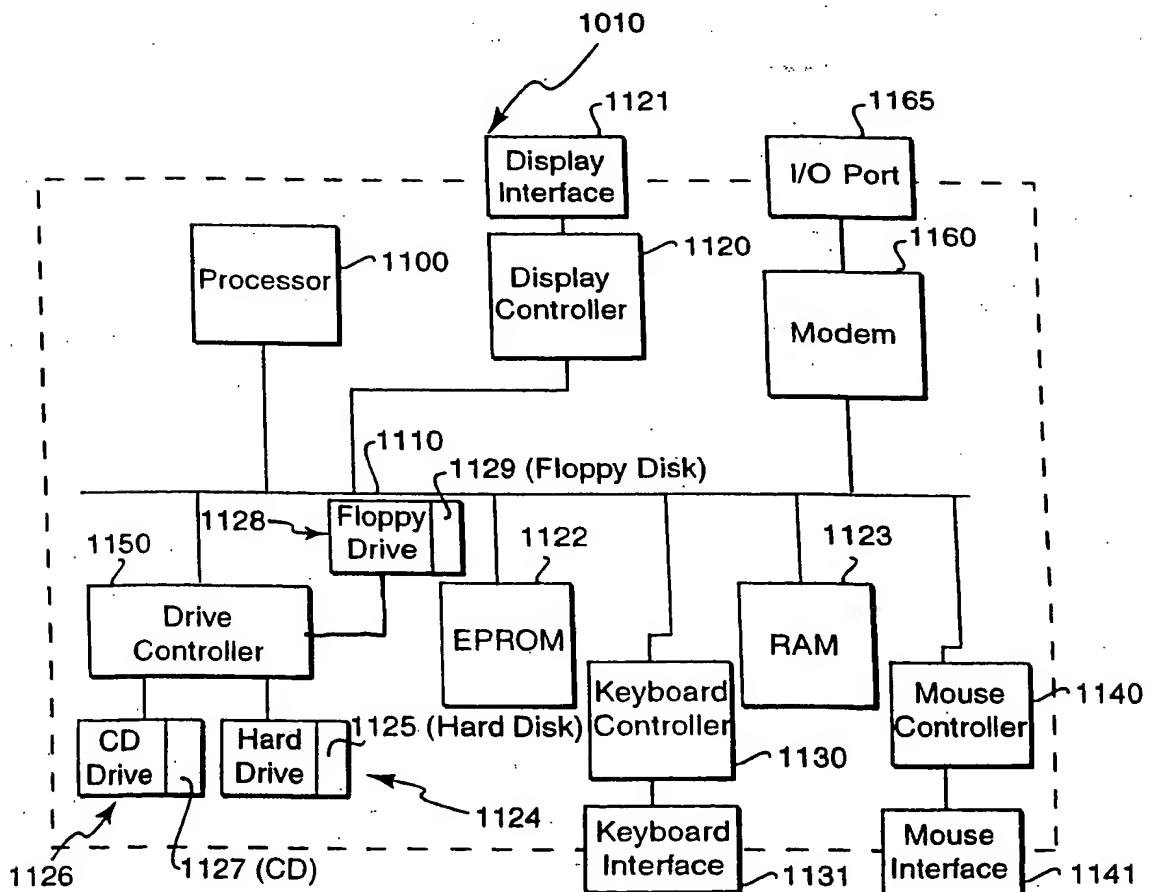 1010
1121
1165
Display
Interface
I/O Port
1100
1120
1160
Processor
Display
Controller
Modem
1110
1129 (Floppy Disk)
1128
Floppy
Drive
1150
1122
1123
Drive
Controller
EPROM
RAM
Keyboard
Controller
Mouse
Controller
1140
CD
Drive
Hard
Drive
1125 (Hard Disk)
1130
1124
1126
1127 (CD)
Keyboard
Interface
1131
Mouse
Interface
1141